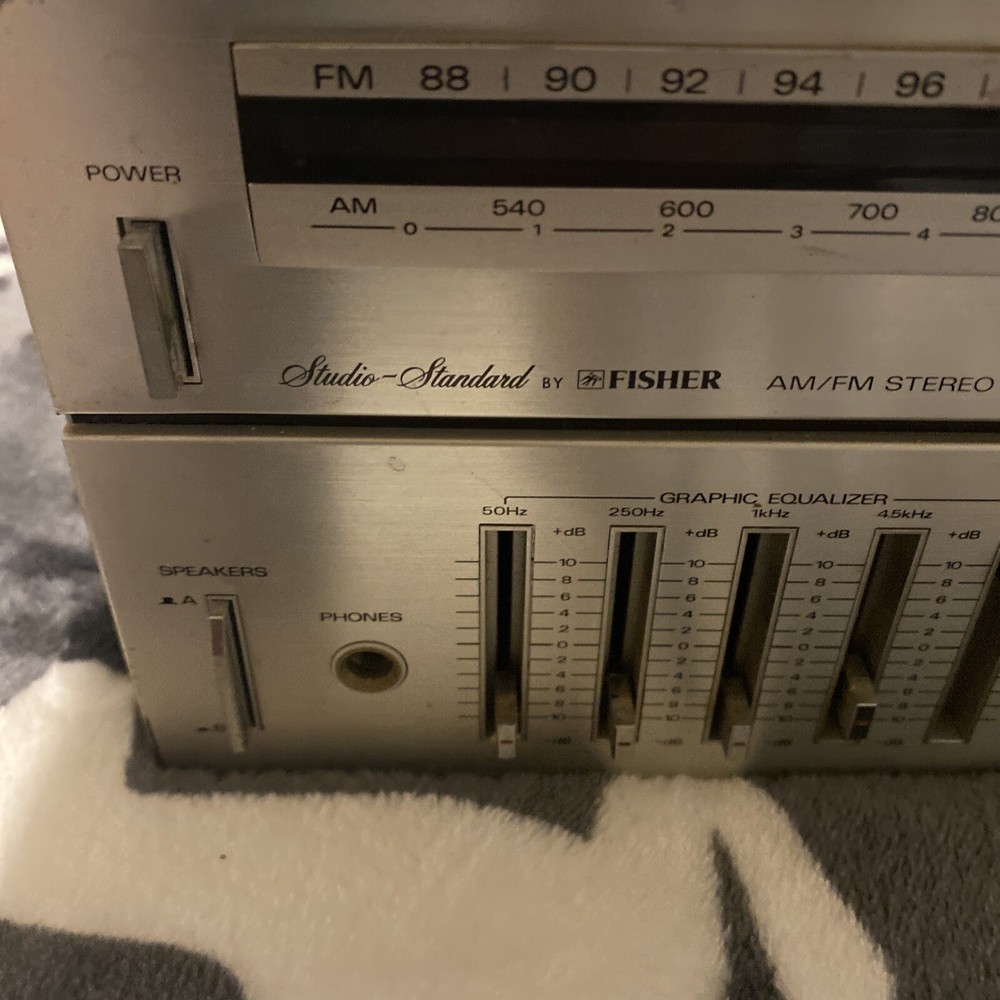 FM 88 90 92 94 96
POWER
AM 540 600 700 80
0 1 2 3 4
Studio-Standard BY FISHER AM/FM STEREO
GRAPHIC EQUALIZER
50Hz 250Hz 1kHz 4.5kHz
+dB +dB +dB +dB
10 10 10 10
SPEAKERS
8 8 8 8
A
6 6 6 6
PHONES
4 4 4 4
2 2 2 2
0 0 0 0
2 2 2 2
4 4 4 4
6 6 6 6
8 8 8 8
10 10 10 10
-dB -dB -dB -dB